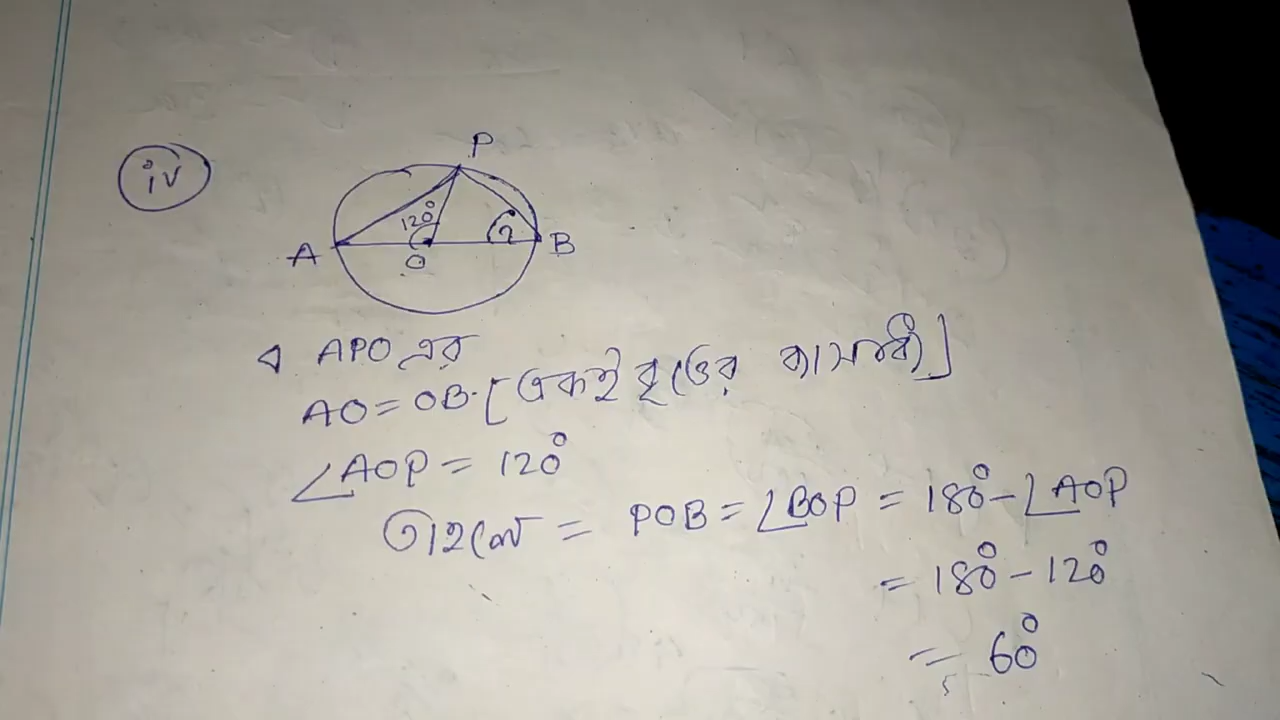 iv
P
120°
?
A
O
B
△ APO এর
AO = OB. [একই বৃত্তের ব্যাসার্ধ]
∠AOP = 120°
তাহলে = POB = ∠BOP = 180° - ∠AOP
= 180° - 120°
= 60°